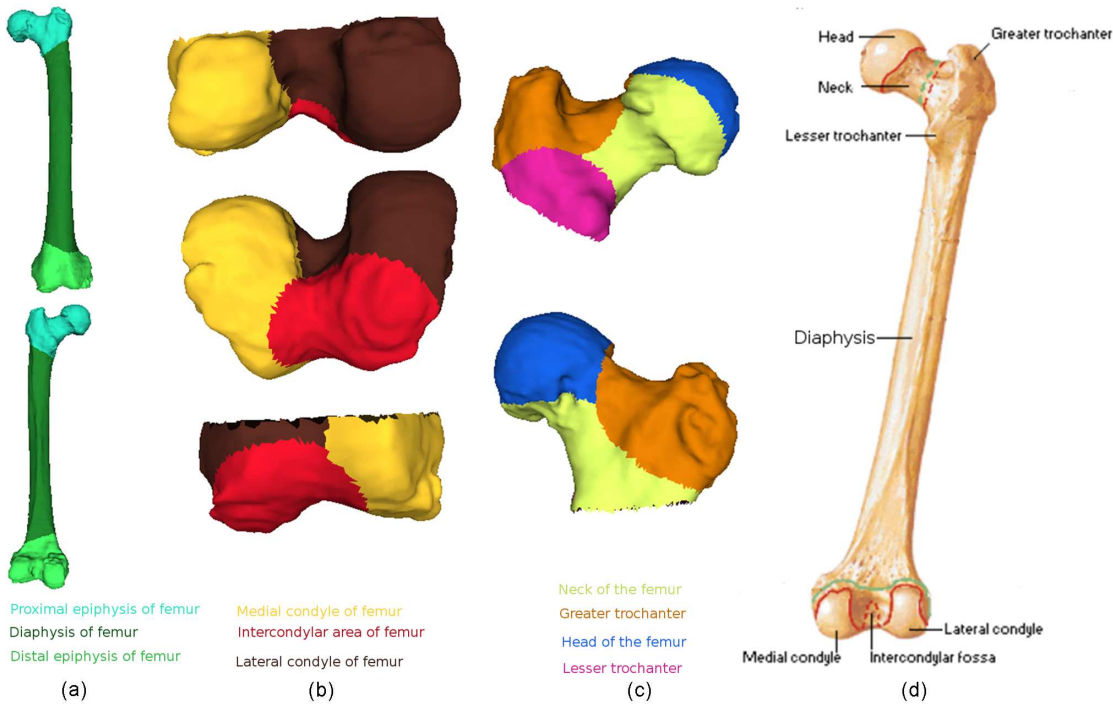 Proximal epiphysis of femur
Diaphysis of femur
Distal epiphysis of femur
(a)
Medial condyle of femur
Intercondylar area of femur
Lateral condyle of femur
(b)
Neck of the femur
Greater trochanter
Head of the femur
Lesser trochanter
(c)
Head
Greater trochanter
Neck
Lesser trochanter
Diaphysis
Lateral condyle
Medial condyle
Intercondylar fossa
(d)